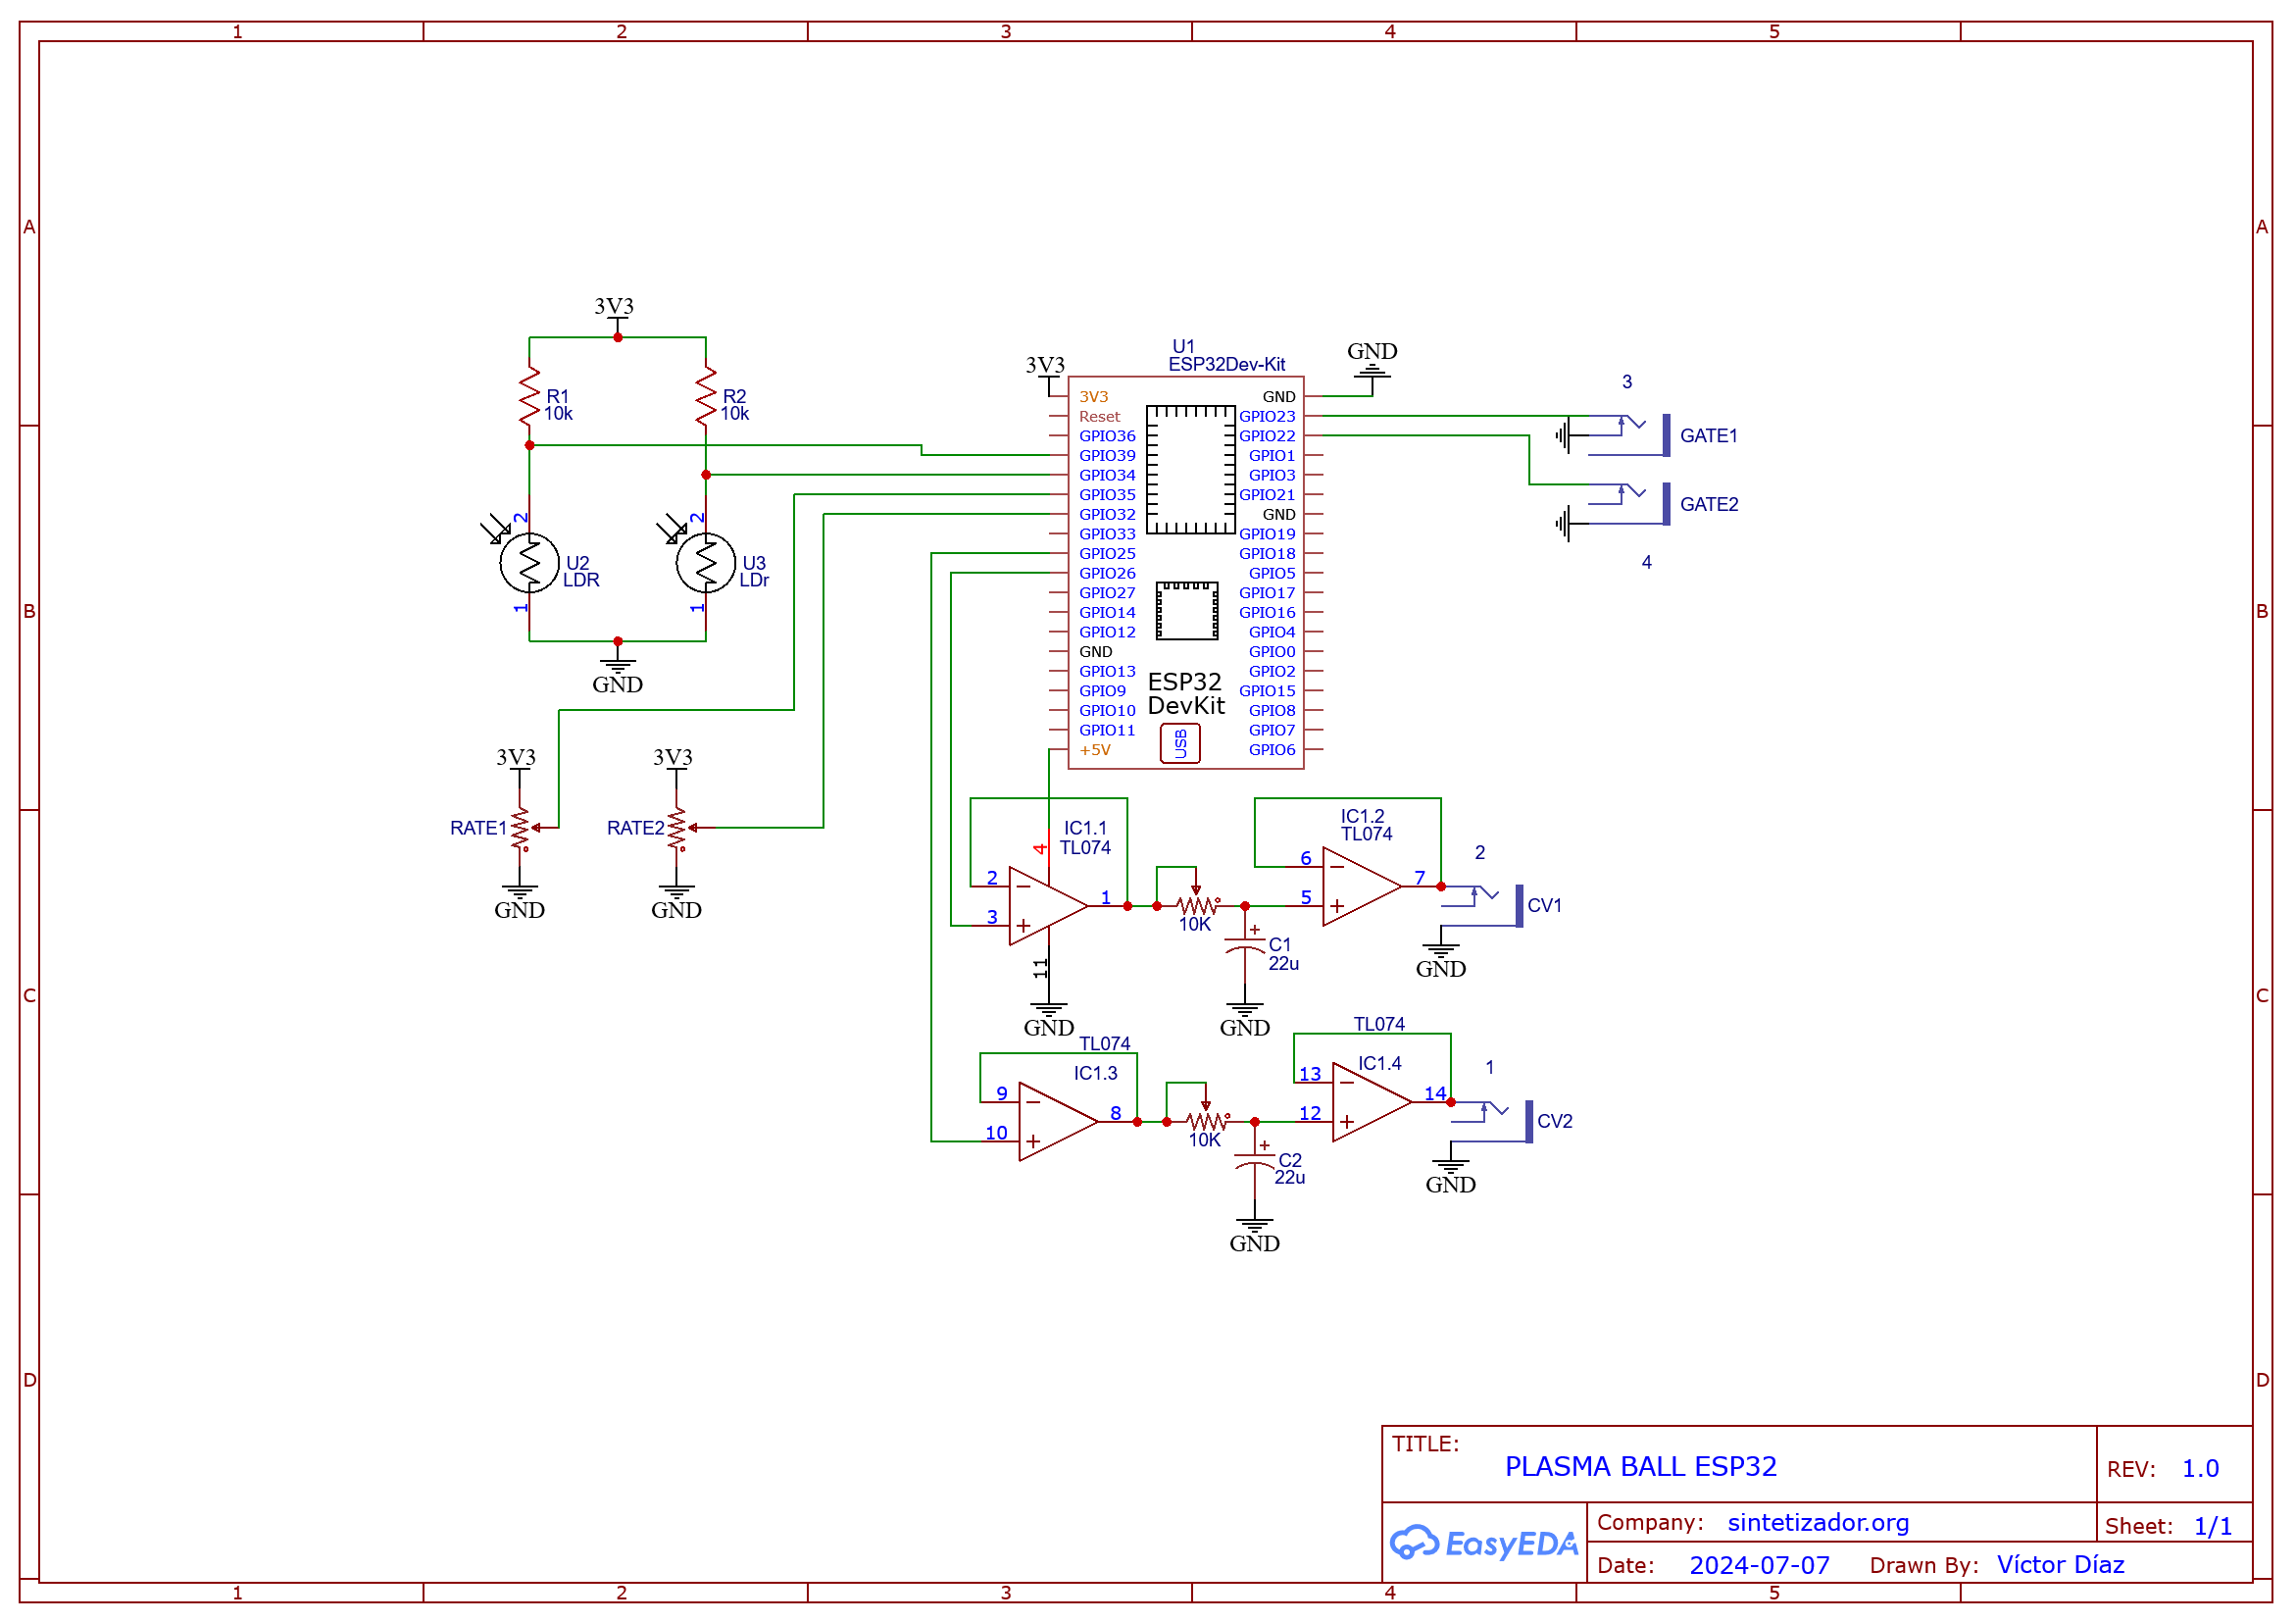 1 2 3 4 5
A A
B B
C C
D D
3V3
R1
10k
R2
10k
2
U2
LDR
1
2
U3
LDr
1
GND
3V3
RATE1
GND
3V3
RATE2
GND
3V3
U1
ESP32Dev-Kit
GND
3V3 GND
Reset GPIO23
GPIO36 GPIO22
GPIO39 GPIO1
GPIO34 GPIO3
GPIO35 GPIO21
GPIO32 GND
GPIO33 GPIO19
GPIO25 GPIO18
GPIO26 GPIO5
GPIO27 GPIO17
GPIO14 GPIO16
GPIO12 GPIO4
GND GPIO0
GPIO13 GPIO2
GPIO9 GPIO15
GPIO10 GPIO8
GPIO11 GPIO7
+5V GPIO6
ESP32
DevKit
USB
3
GATE1
GATE2
4
IC1.1
TL074
4
2
3
1
11
GND
10K
+
C1
22u
GND
IC1.2
TL074
6
5
7
2
CV1
GND
TL074
IC1.3
9
10
8
10K
+
C2
22u
GND
TL074
IC1.4
13
12
14
1
CV2
GND
TITLE:
PLASMA BALL ESP32
REV: 1.0
EasyEDA
Company: sintetizador.org
Sheet: 1/1
Date: 2024-07-07 Drawn By: Víctor Díaz
1 2 3 4 5